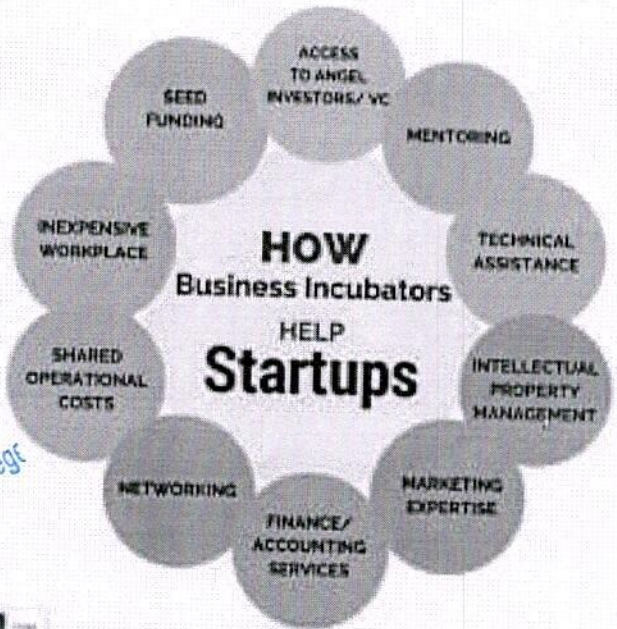 HOW
Business Incubators
HELP
Startups
ACCESS
TO ANGEL
INVESTORS/ VC
MENTORING
TECHNICAL
ASSISTANCE
INTELLECTUAL
PROPERTY
MANAGEMENT
MARKETING
EXPERTISE
FINANCE/
ACCOUNTING
SERVICES
NETWORKING
SHARED
OPERATIONAL
COSTS
INEXPENSIVE
WORKPLACE
SEED
FUNDING